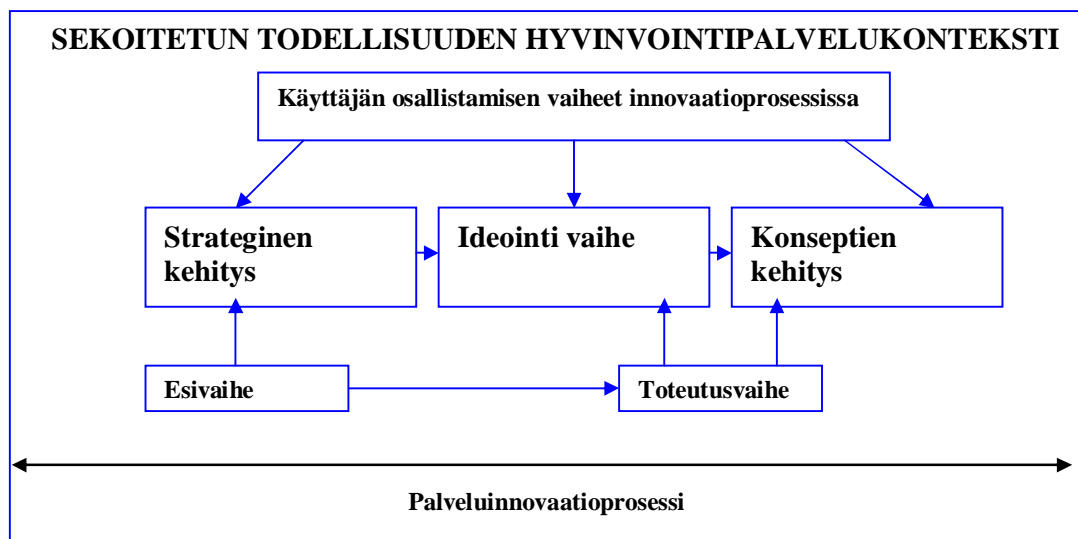 SEKOITETUN TODELLISUUDEN HYVINVOINTIPALVELUKONTEKSTI
Käyttäjän osallistamisen vaiheet innovaatioprosessissa
Strateginen
kehitys
Ideointi vaihe
Konseptien
kehitys
Esivaihe
Toteutusvaihe
Palveluinnovaatioprosessi